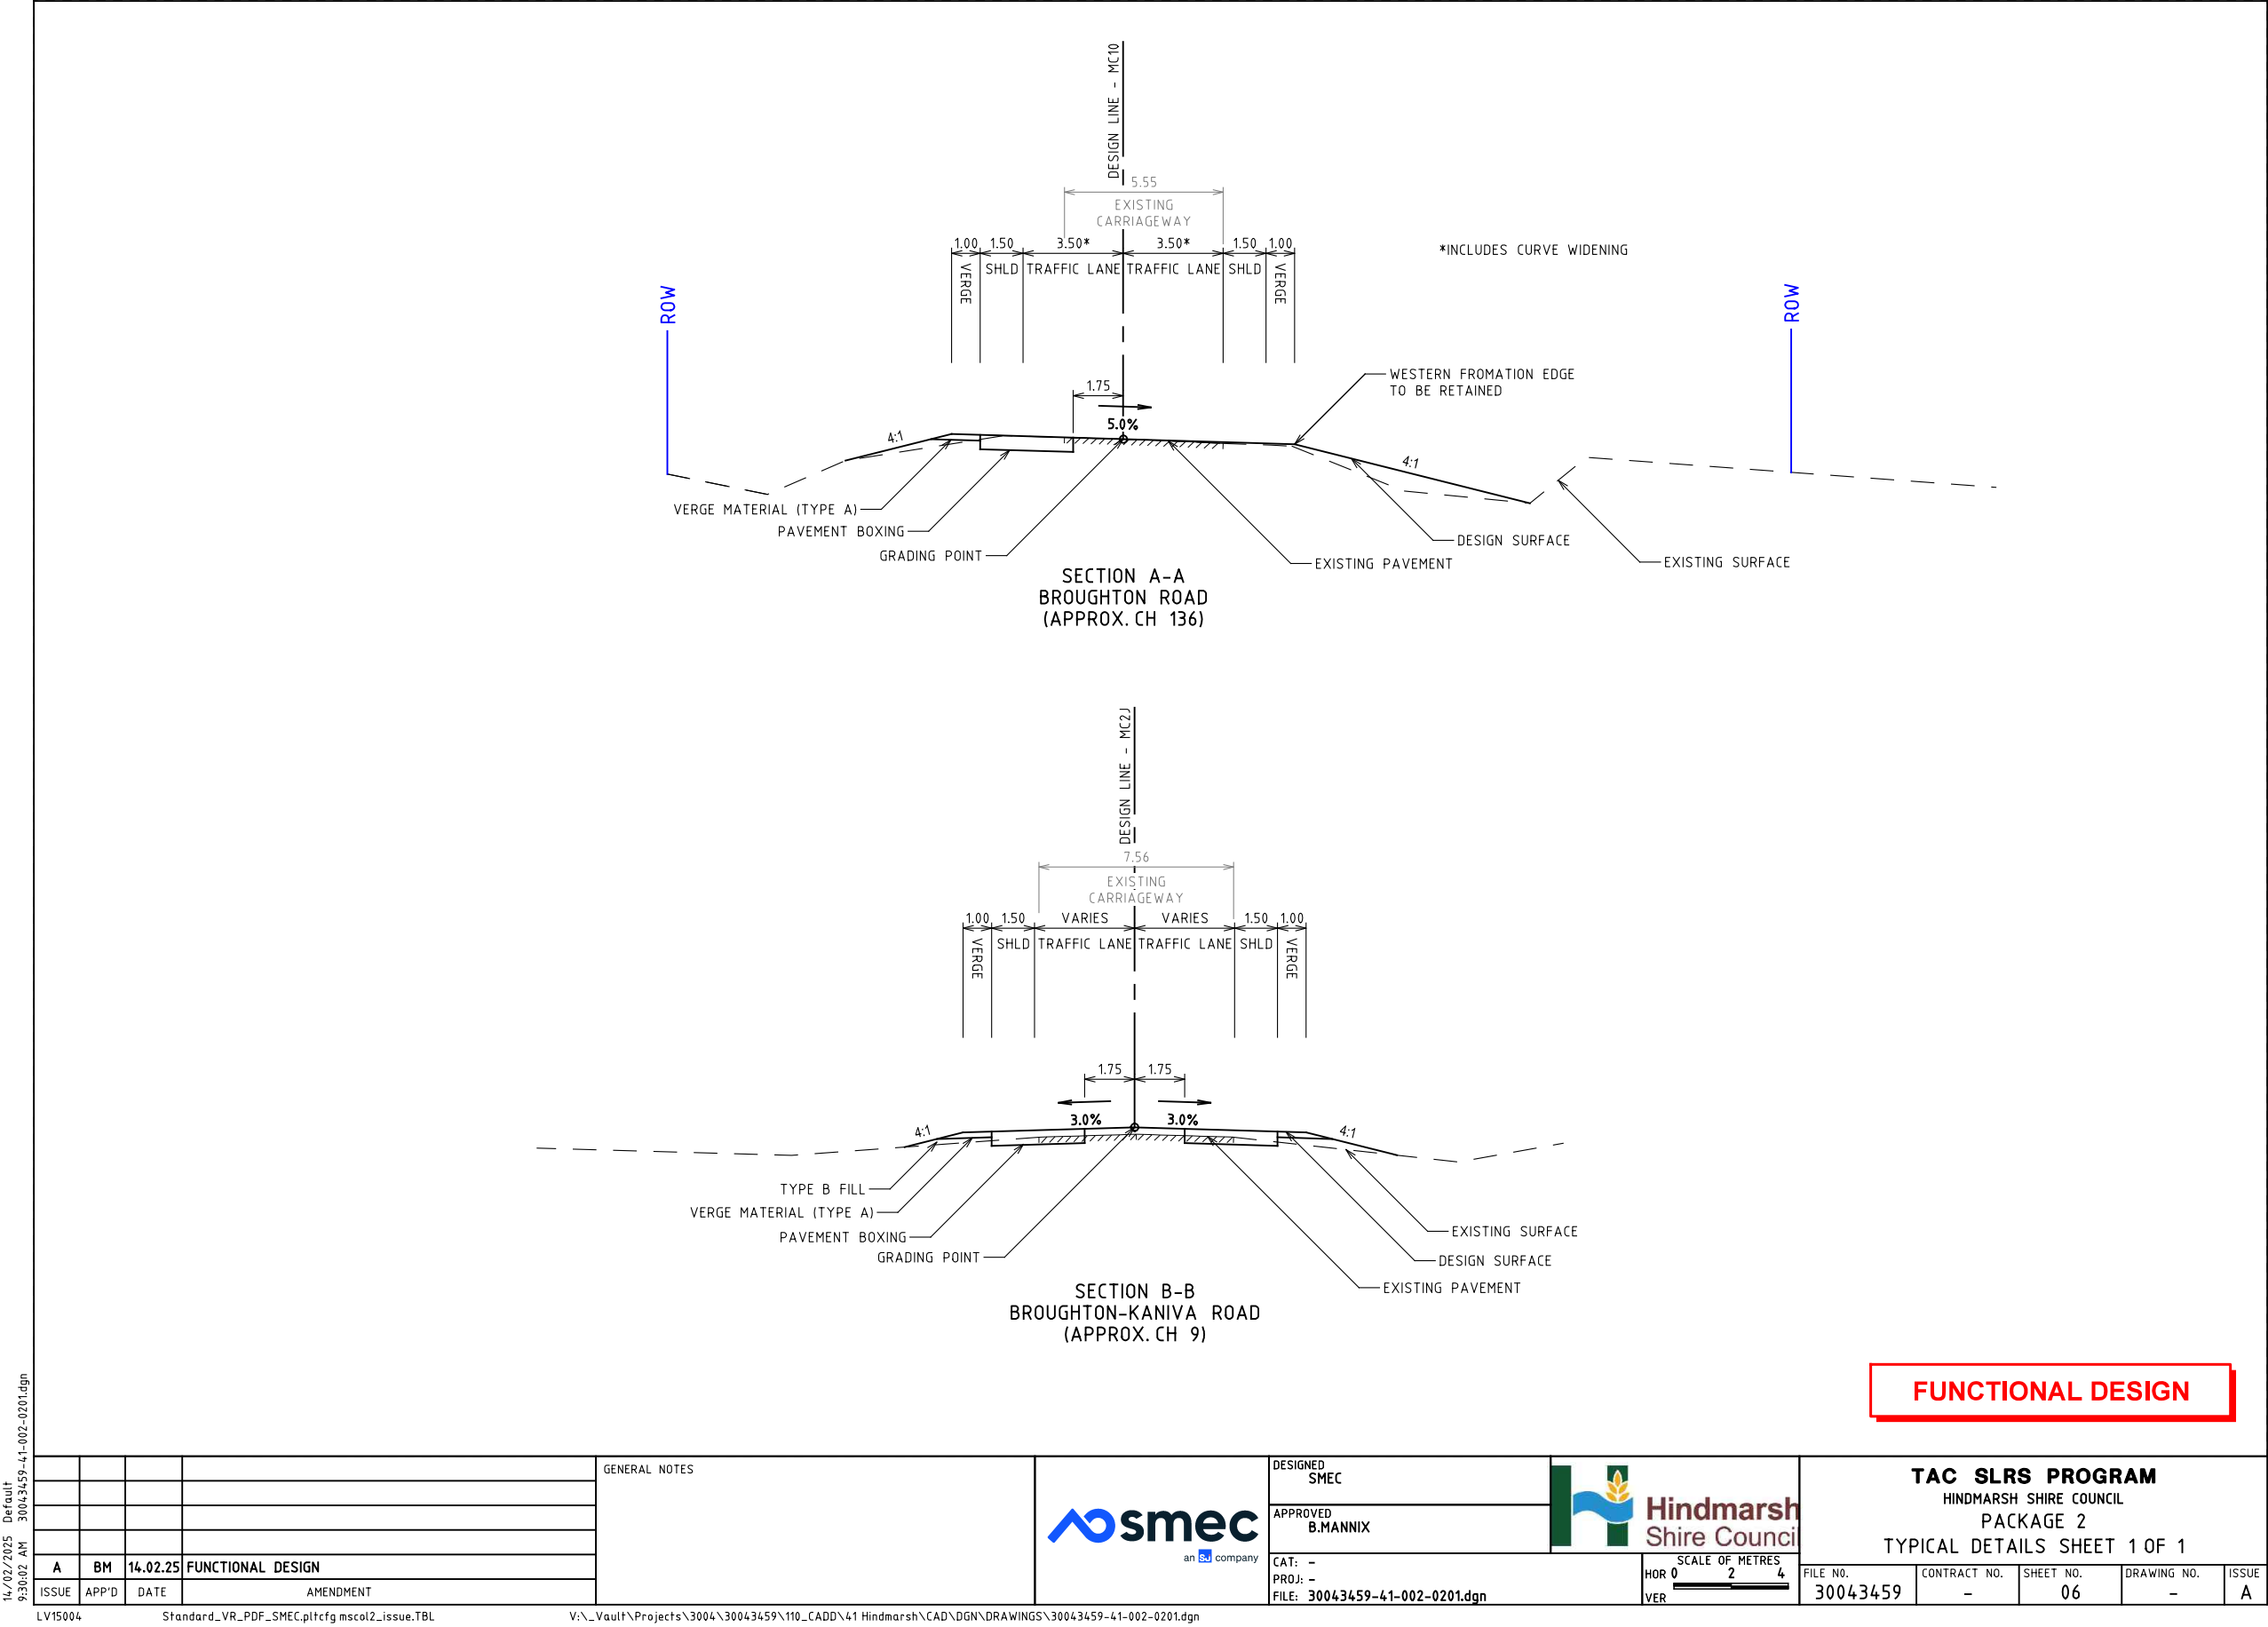 DESIGN LINE - MC10
5.55
EXISTING
CARRIAGEWAY
1.00 1.50 3.50* 3.50* 1.50 1.00
VERGE SHLD TRAFFIC LANE TRAFFIC LANE SHLD VERGE
*INCLUDES CURVE WIDENING
ROW
ROW
WESTERN FROMATION EDGE
TO BE RETAINED
1.75
5.0%
4:1
4:1
VERGE MATERIAL (TYPE A)
PAVEMENT BOXING
GRADING POINT
DESIGN SURFACE
EXISTING PAVEMENT
EXISTING SURFACE
SECTION A-A
BROUGHTON ROAD
(APPROX. CH 136)
DESIGN LINE - MC2J
7.56
EXISTING
CARRIAGEWAY
1.00 1.50 VARIES VARIES 1.50 1.00
VERGE SHLD TRAFFIC LANE TRAFFIC LANE SHLD VERGE
1.75 1.75
3.0% 3.0%
4:1
4:1
TYPE B FILL
VERGE MATERIAL (TYPE A)
PAVEMENT BOXING
GRADING POINT
EXISTING SURFACE
DESIGN SURFACE
EXISTING PAVEMENT
SECTION B-B
BROUGHTON-KANIVA ROAD
(APPROX. CH 9)
FUNCTIONAL DESIGN
14/02/2025 Default
9:30:02 AM 30043459-41-002-0201.dgn
A BM 14.02.25 FUNCTIONAL DESIGN
ISSUE APP'D DATE AMENDMENT
GENERAL NOTES
smec
an SJ company
DESIGNED
SMEC
APPROVED
B.MANNIX
CAT: -
PROJ: -
FILE: 30043459-41-002-0201.dgn
Hindmarsh
Shire Council
SCALE OF METRES
HOR 0 2 4
VER
TAC SLRS PROGRAM
HINDMARSH SHIRE COUNCIL
PACKAGE 2
TYPICAL DETAILS SHEET 1 OF 1
FILE NO. CONTRACT NO. SHEET NO. DRAWING NO. ISSUE
30043459 - 06 - A
LV15004 Standard_VR_PDF_SMEC.pltcfg mscol2_issue.TBL V:\_Vault\Projects\3004\30043459\110_CADD\41 Hindmarsh\CAD\DGN\DRAWINGS\30043459-41-002-0201.dgn